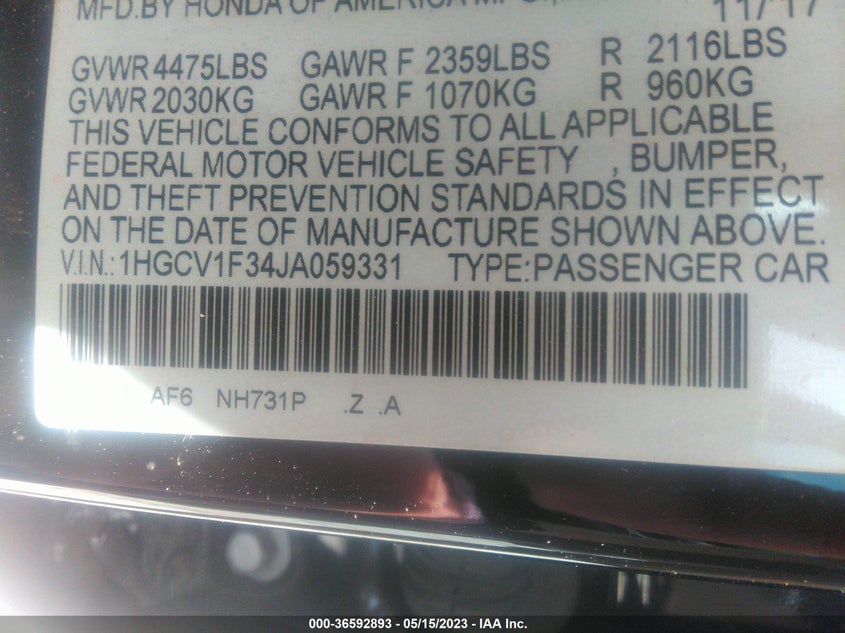 MFD.BY HONDA OF AMERICA MFG., 11/17
GVWR 4475LBS GAWR F 2359LBS R 2116LBS
GVWR 2030KG GAWR F 1070KG R 960KG
THIS VEHICLE CONFORMS TO ALL APPLICABLE
FEDERAL MOTOR VEHICLE SAFETY , BUMPER,
AND THEFT PREVENTION STANDARDS IN EFFECT
ON THE DATE OF MANUFACTURE SHOWN ABOVE.
V.I.N.:1HGCV1F34JA059331 TYPE:PASSENGER CAR
AF6 NH731P .Z .A
000-36592893 - 05/15/2023 - IAA Inc.